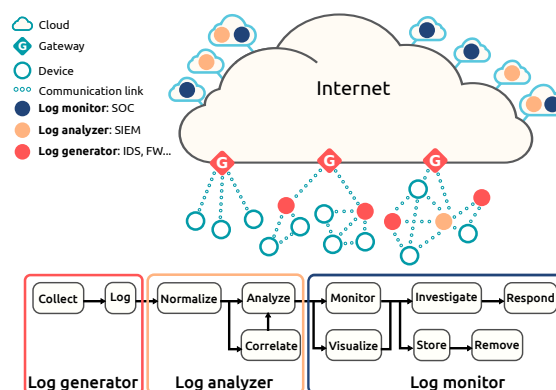 Cloud
G Gateway
Device
Communication link
Log monitor: SOC
Log analyzer: SIEM
Log generator: IDS, FW...
Internet
G
G
G
Collect
Log
Normalize
Analyze
Correlate
Monitor
Visualize
Investigate
Respond
Store
Remove
Log generator
Log analyzer
Log monitor